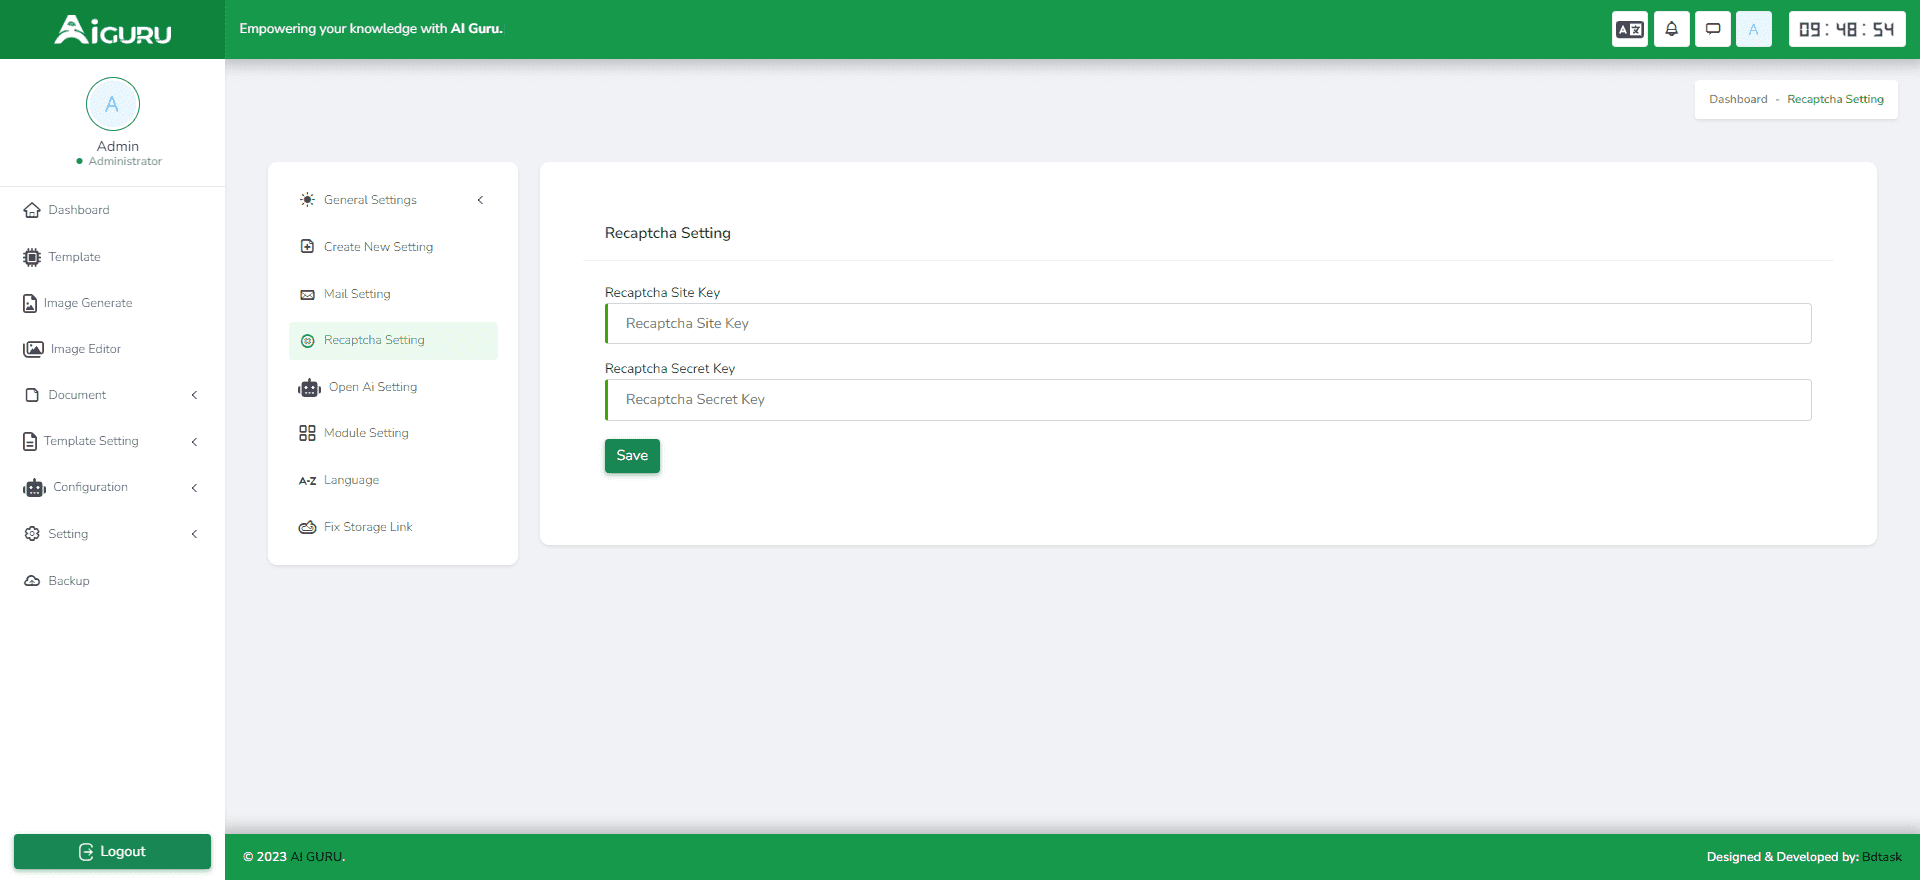 AiGURU
Empowering your knowledge with AI Guru.
A
09:48:54
A
Admin
Administrator
Dashboard - Recaptcha Setting
Dashboard
Template
Image Generate
Image Editor
Document
Template Setting
Configuration
Setting
Backup
Logout
General Settings
Create New Setting
Mail Setting
Recaptcha Setting
Open Ai Setting
Module Setting
A-Z Language
Fix Storage Link
Recaptcha Setting
Recaptcha Site Key
Recaptcha Site Key
Recaptcha Secret Key
Recaptcha Secret Key
Save
© 2023 AI GURU.
Designed & Developed by: Bdtask